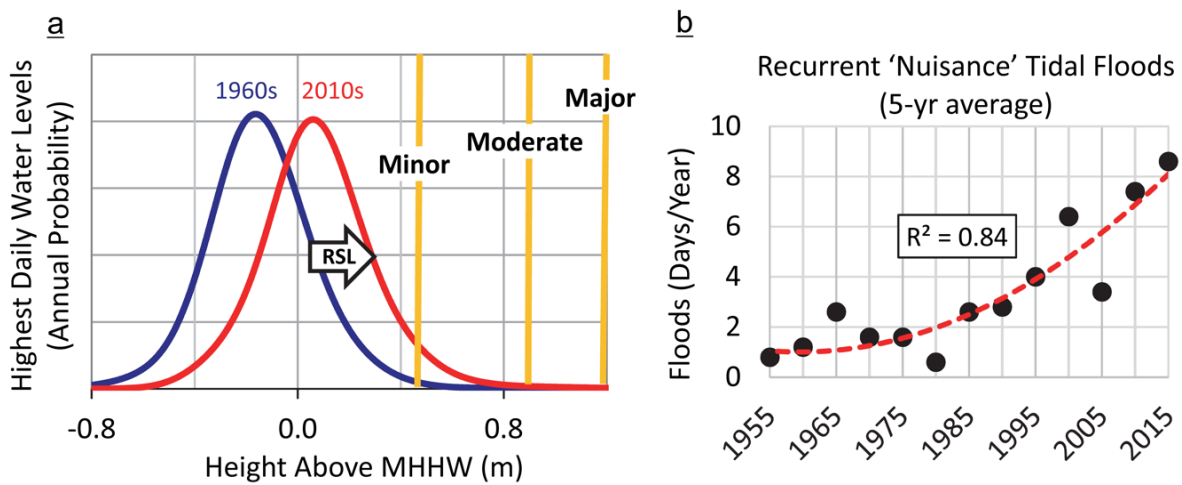 a
1960s
2010s
Minor
Moderate
Major
RSL
Highest Daily Water Levels
(Annual Probability)
-0.8
0.0
0.8
Height Above MHHW (m)
b
Recurrent ‘Nuisance’ Tidal Floods
(5-yr average)
Floods (Days/Year)
10
8
6
4
2
0
R² = 0.84
1955
1965
1975
1985
1995
2005
2015